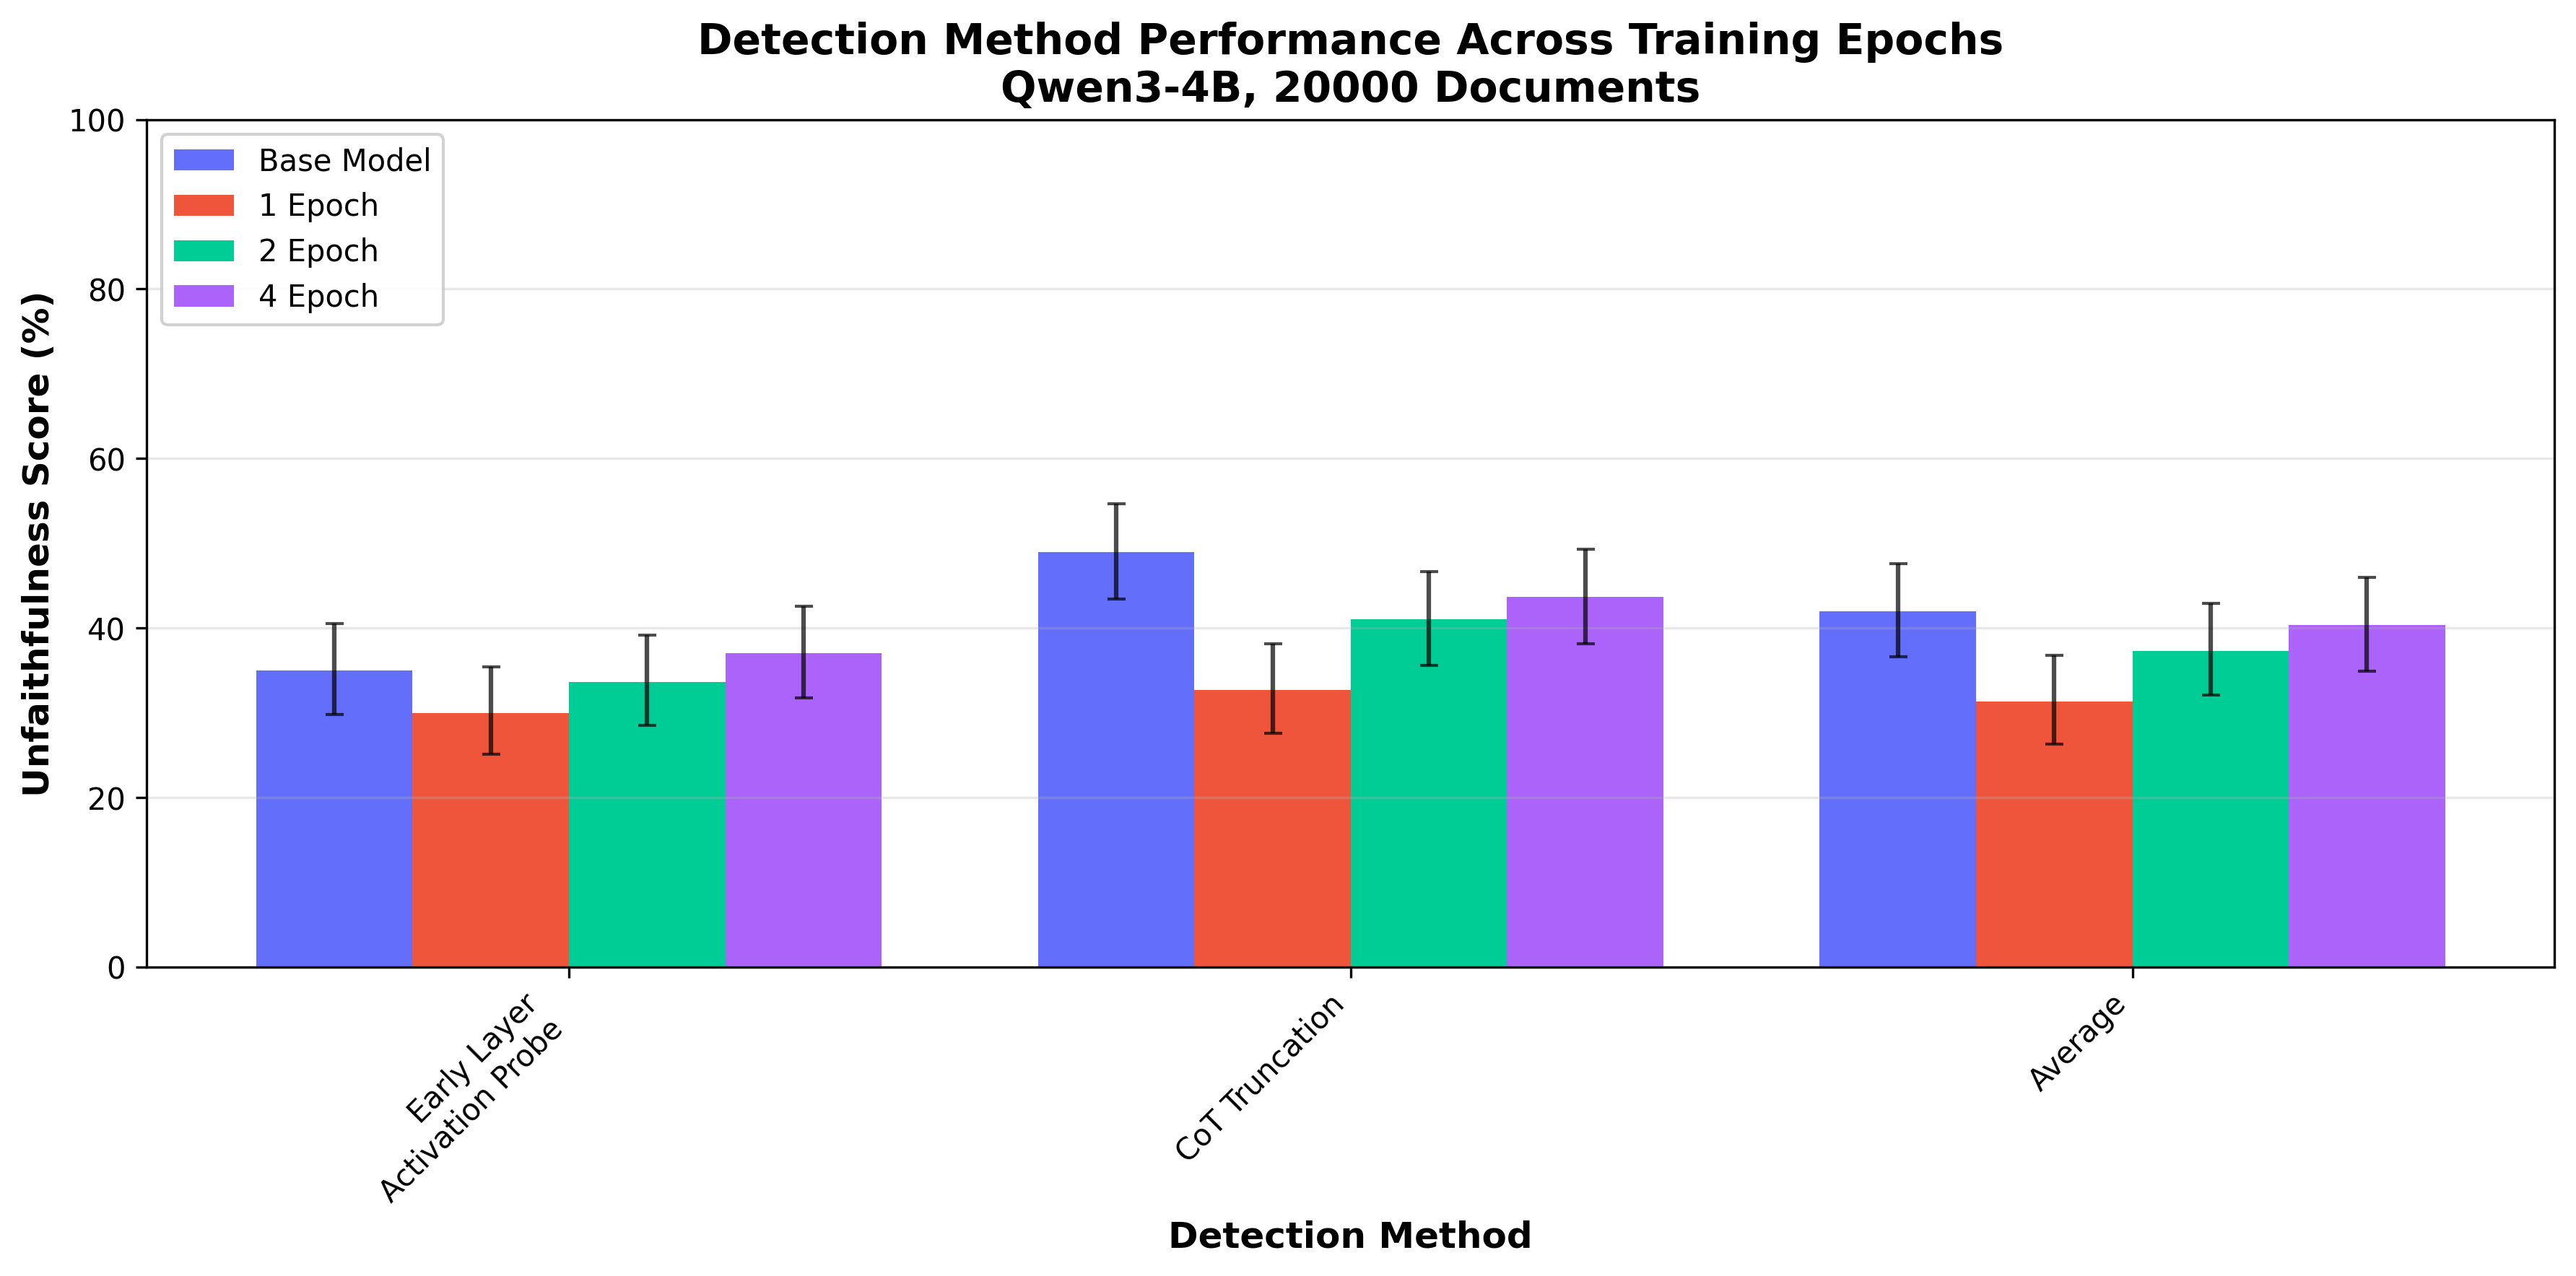 Detection Method Performance Across Training Epochs
Qwen3-4B, 20000 Documents
Unfaithfulness Score (%)
100
80
60
40
20
0
Base Model
1 Epoch
2 Epoch
4 Epoch
Early Layer
Activation Probe
CoT Truncation
Average
Detection Method